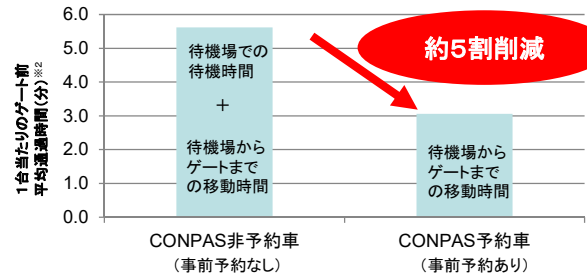 1台当たりのゲート前
平均通過時間(分)※2
6.0
5.0
4.0
3.0
2.0
1.0
0.0
待機場での
待機時間
+
待機場から
ゲートまで
の移動時間
約5割削減
待機場から
ゲートまで
の移動時間
CONPAS非予約車
（事前予約なし）
CONPAS予約車
（事前予約あり）